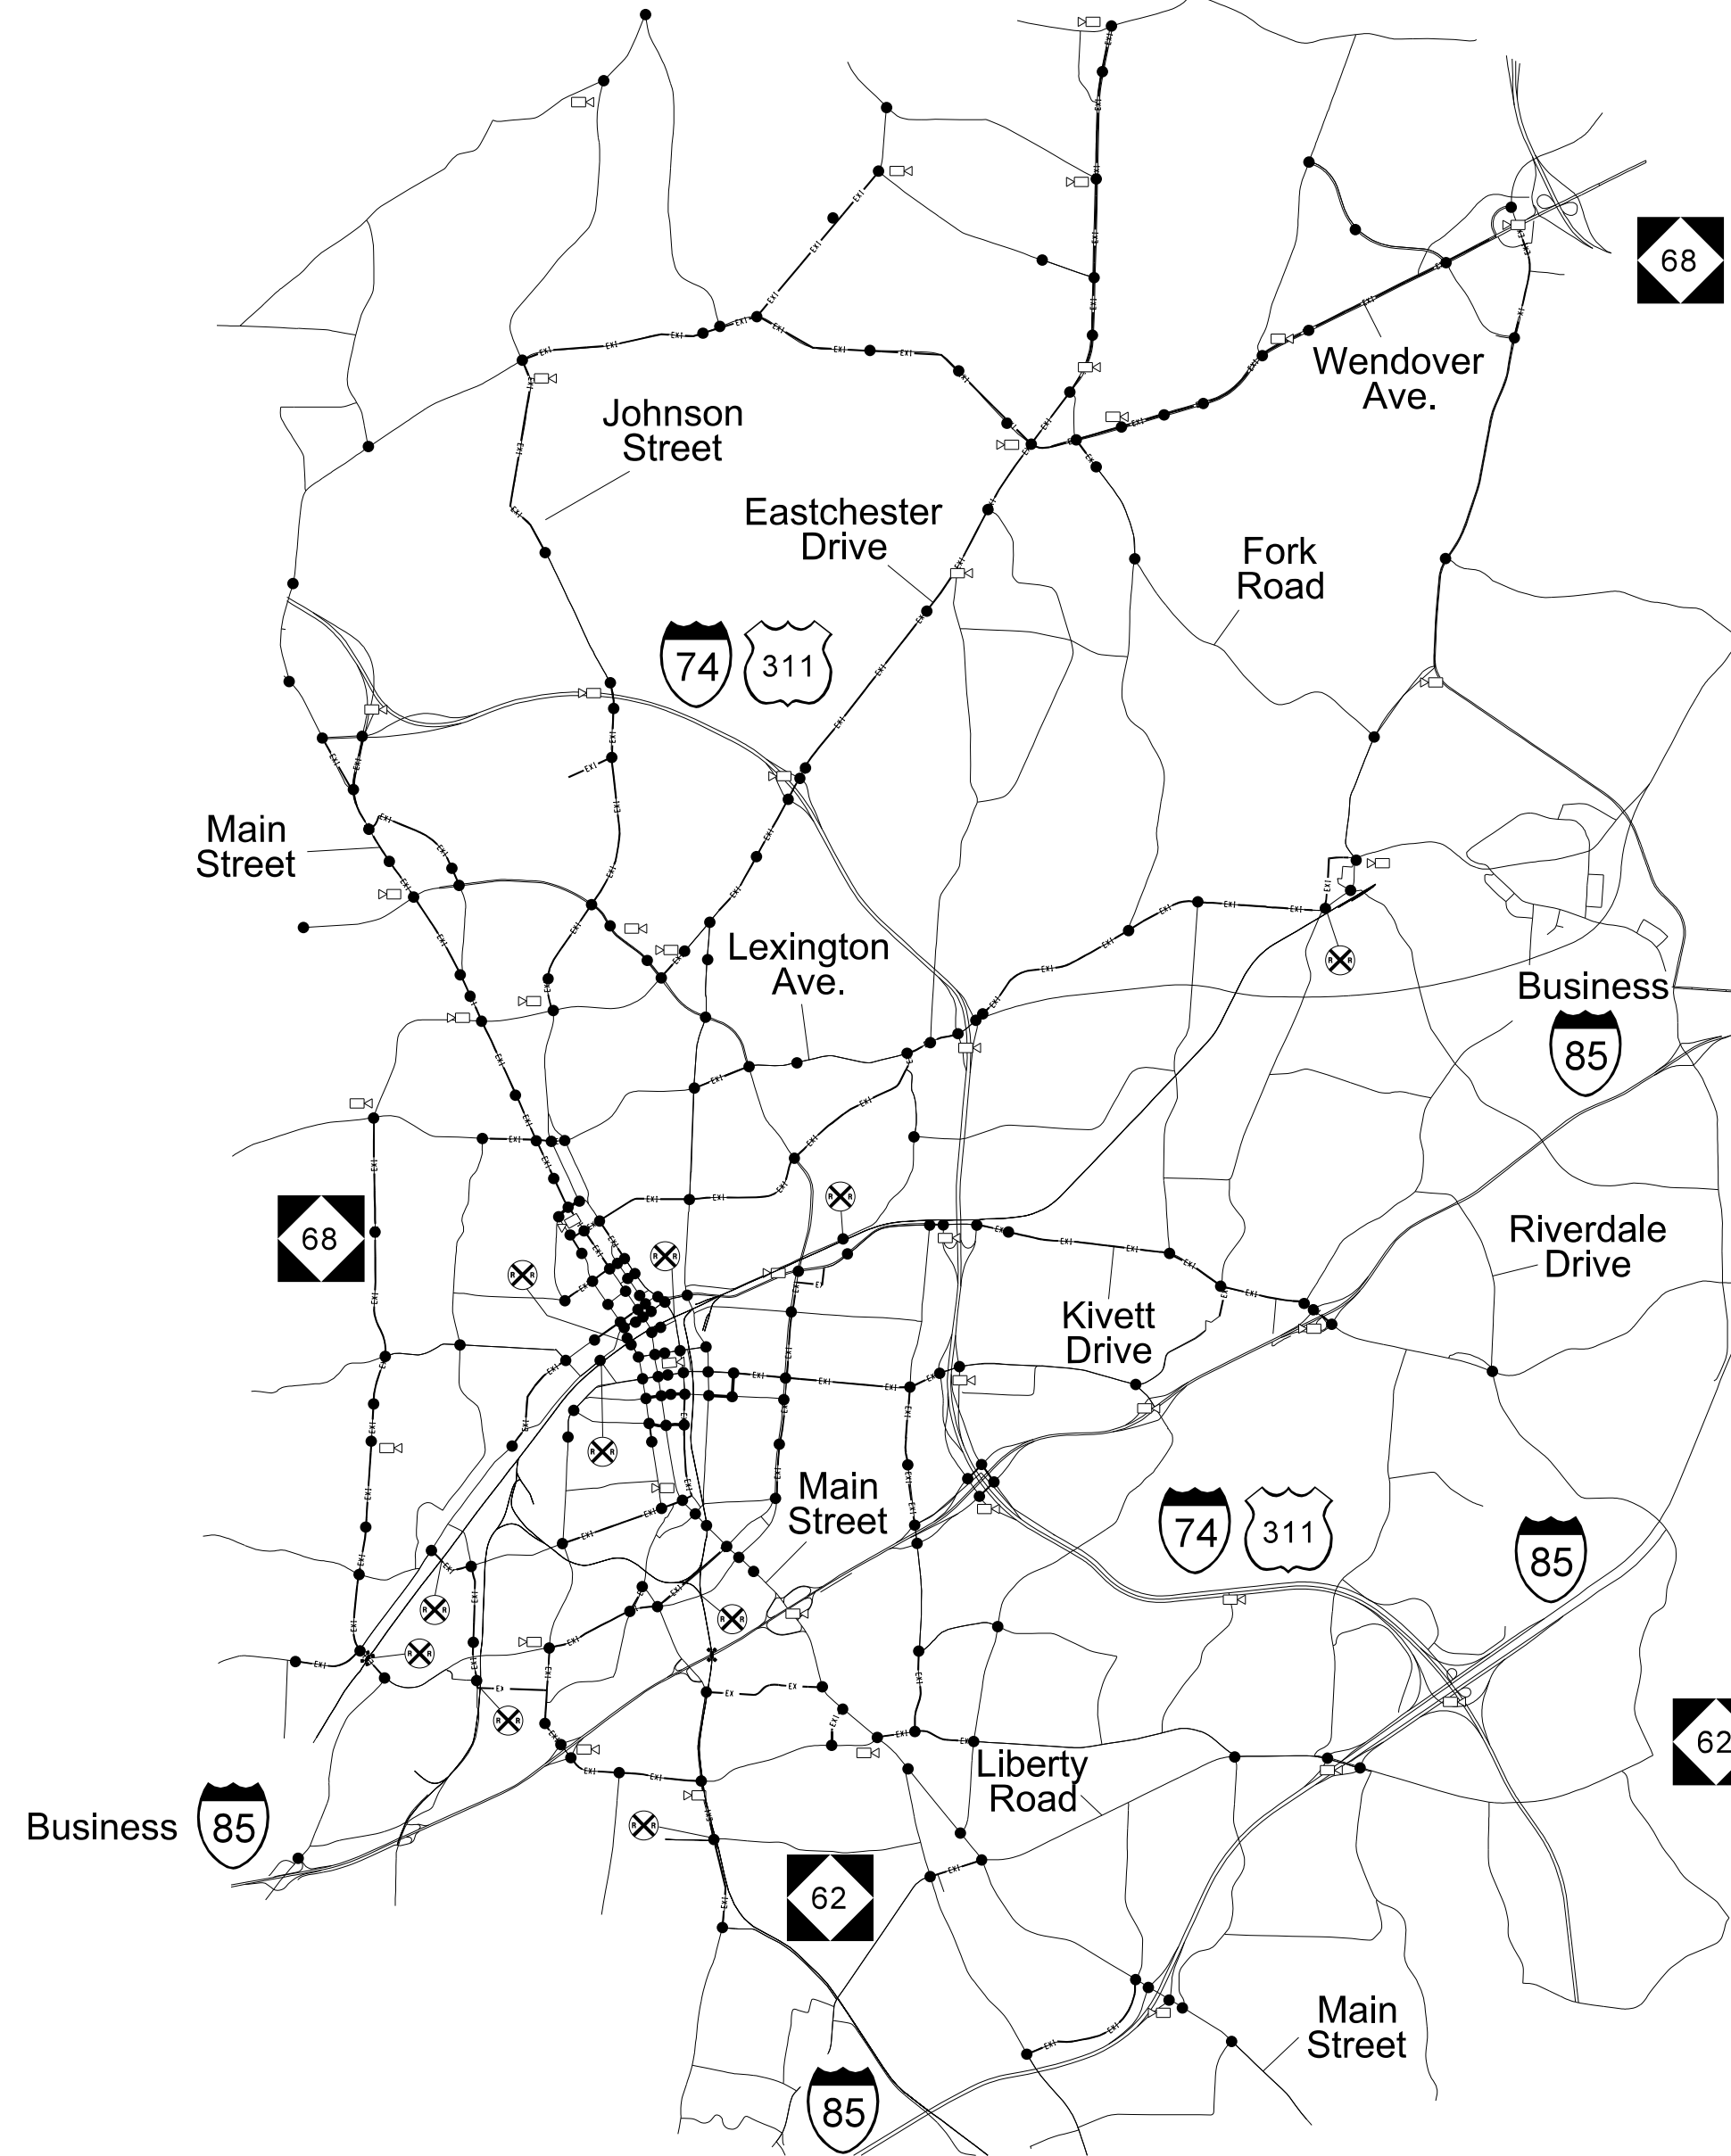 68
Wendover
Ave.
Johnson
Street
Eastchester
Drive
Fork
Road
74
311
Main
Street
Lexington
Ave.
Business
85
68
Riverdale
Drive
Kivett
Drive
Main
Street
74
311
85
62
Liberty
Road
Business
85
62
Main
Street
85